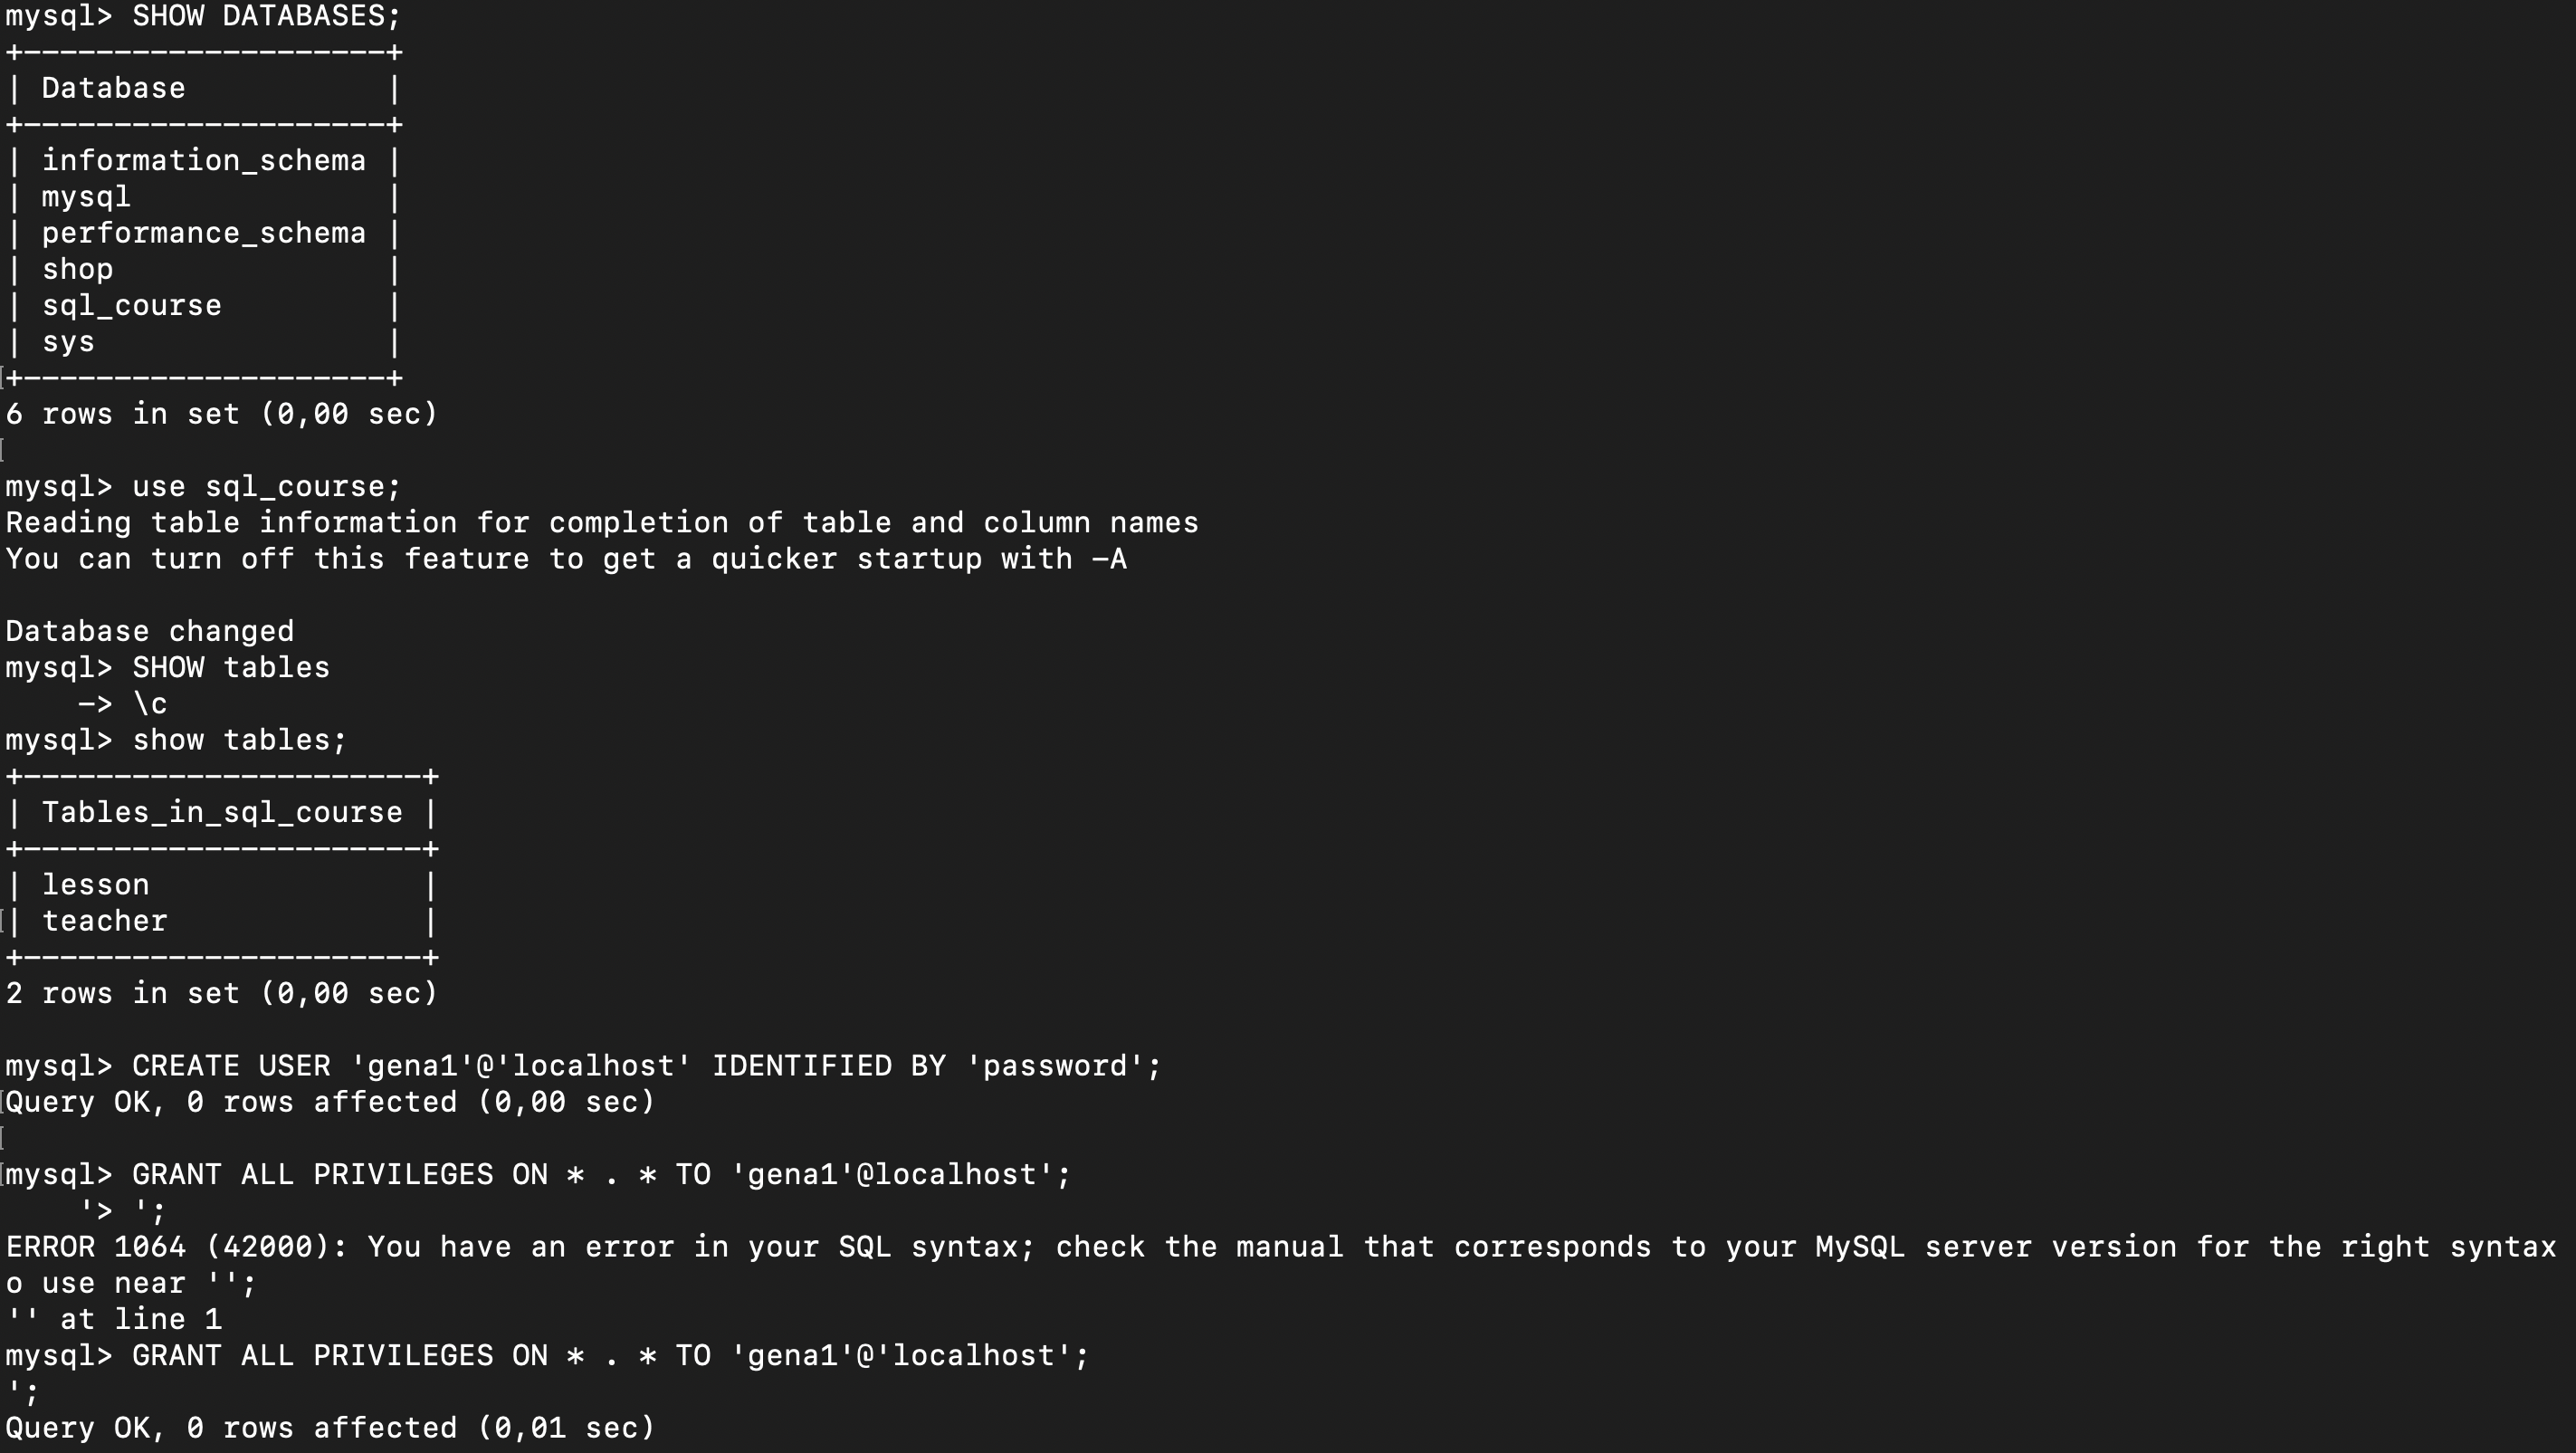 mysql> SHOW DATABASES;
+--------------------+
| Database           |
+--------------------+
| information_schema |
| mysql              |
| performance_schema |
| shop               |
| sql_course         |
| sys                |
+--------------------+
6 rows in set (0,00 sec)
mysql> use sql_course;
Reading table information for completion of table and column names
You can turn off this feature to get a quicker startup with -A
Database changed
mysql> SHOW tables
    -> \c
mysql> show tables;
+----------------------+
| Tables_in_sql_course |
+----------------------+
| lesson               |
| teacher              |
+----------------------+
2 rows in set (0,00 sec)
mysql> CREATE USER 'gena1'@'localhost' IDENTIFIED BY 'password';
Query OK, 0 rows affected (0,00 sec)
mysql> GRANT ALL PRIVILEGES ON * . * TO 'gena1'@localhost';
    '> ';
ERROR 1064 (42000): You have an error in your SQL syntax; check the manual that corresponds to your MySQL server version for the right syntax
o use near '';
'' at line 1
mysql> GRANT ALL PRIVILEGES ON * . * TO 'gena1'@'localhost';
';
Query OK, 0 rows affected (0,01 sec)